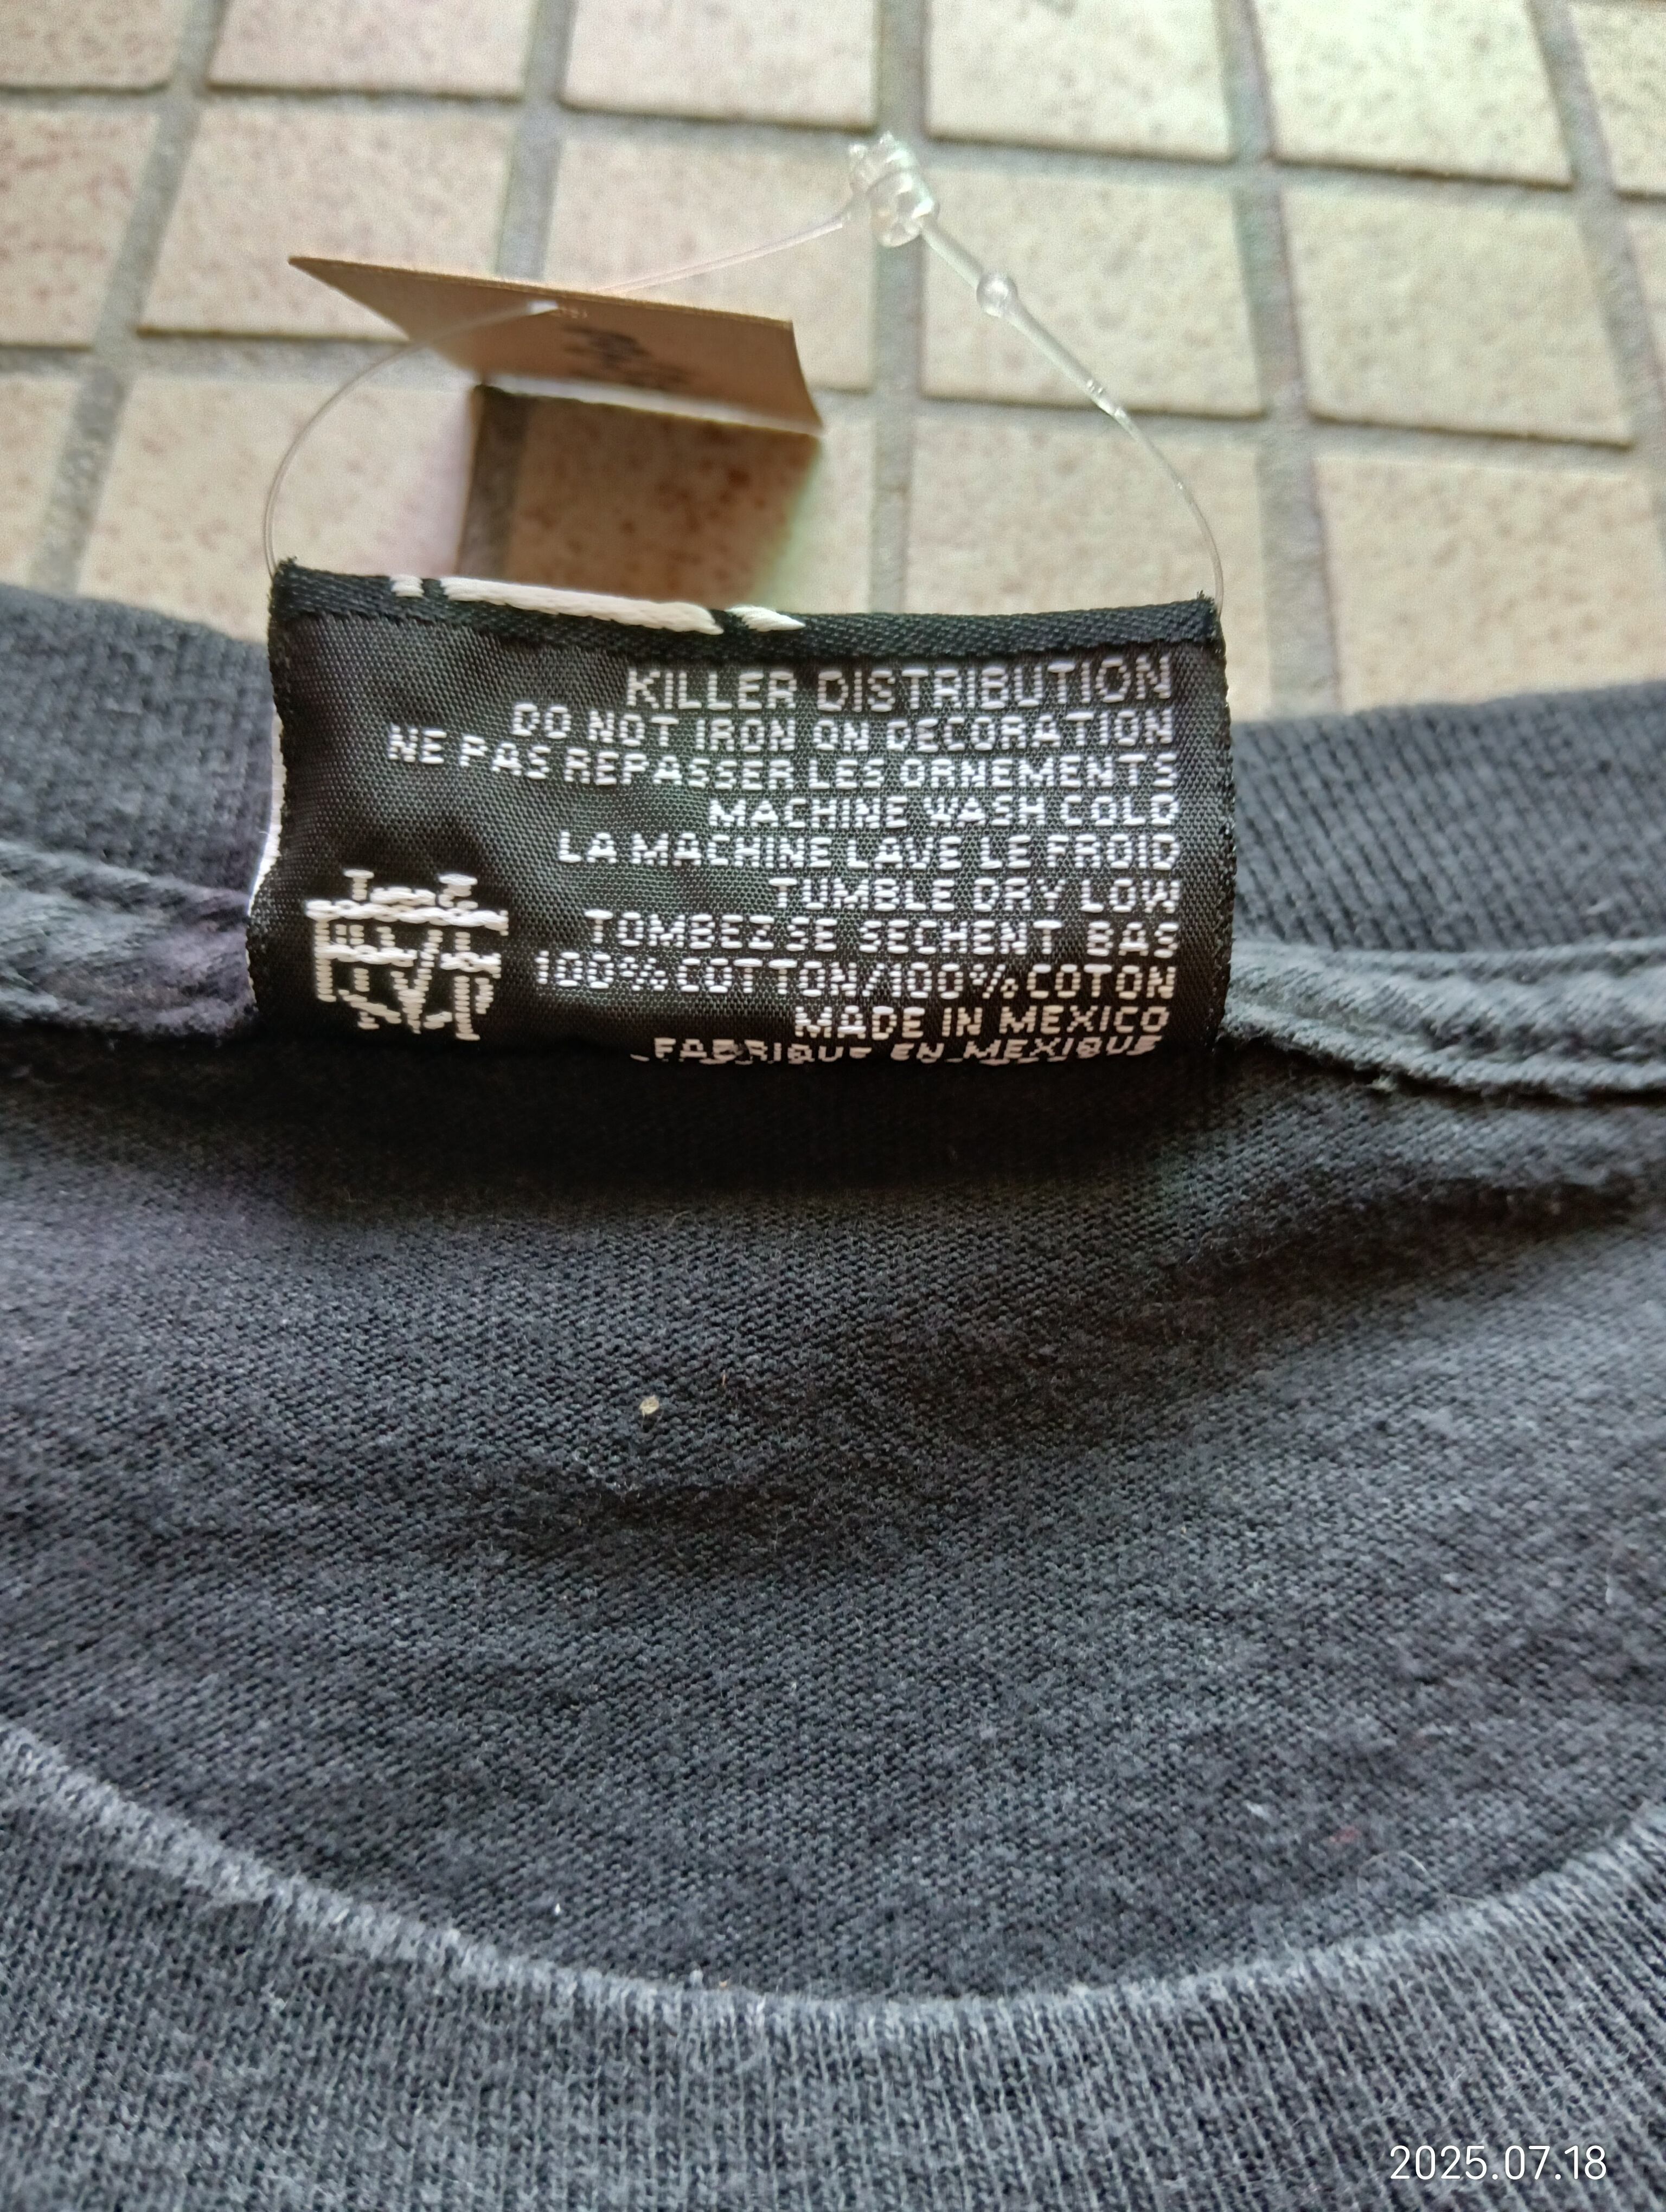 KILLER DISTRIBUTION
DO NOT IRON ON DECORATION
NE PAS REPASSER LES ORNEMENTS
MACHINE WASH COLD
LA MACHINE LAVE LE FROID
TUMBLE DRY LOW
TOMBEZ SE SECHENT BAS
100% COTTON/100% COTON
MADE IN MEXICO
FABRIQUE EN MEXIQUE
2025.07.18